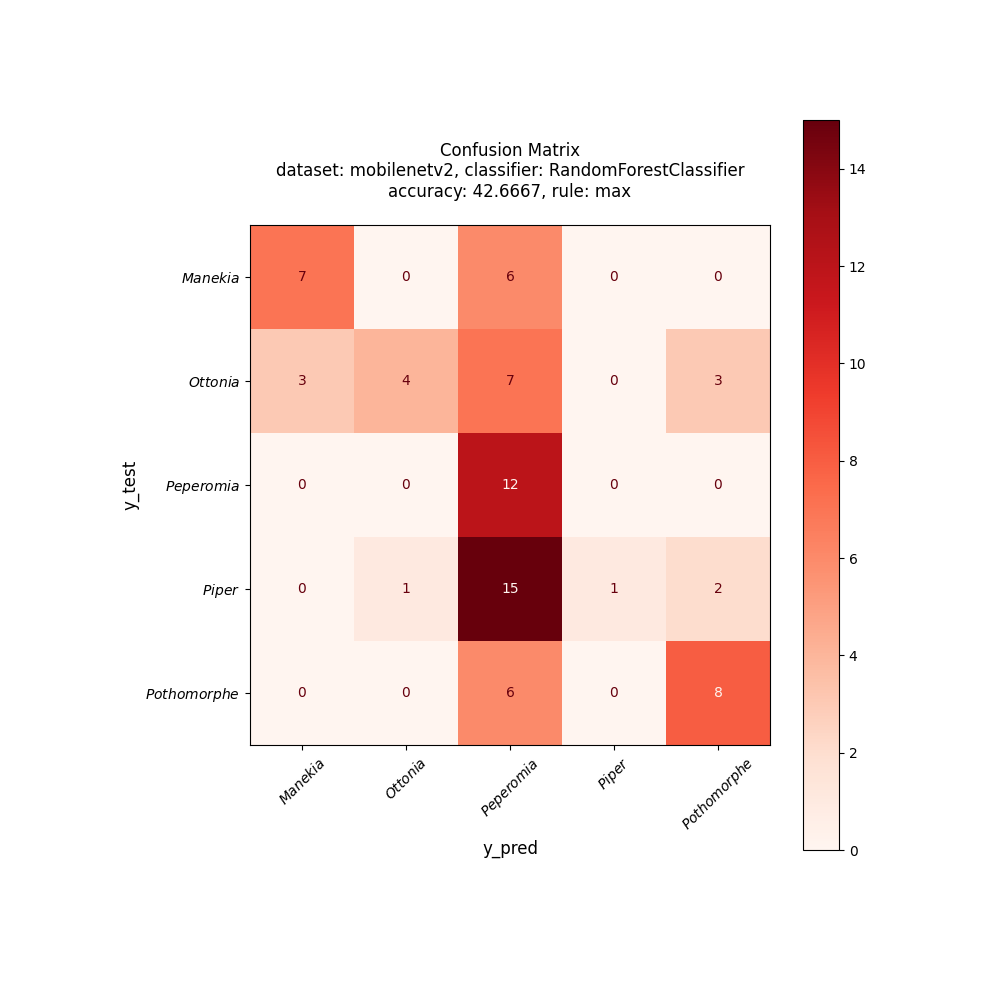 Confusion Matrix
dataset: mobilenetv2, classifier: RandomForestClassifier
accuracy: 42.6667, rule: max
Manekia 7 0 6 0 0
Ottonia 3 4 7 0 3
Peperomia 0 0 12 0 0
Piper 0 1 15 1 2
Pothomorphe 0 0 6 0 8
y_test
Manekia Ottonia Peperomia Piper Pothomorphe
y_pred
14
12
10
8
6
4
2
0